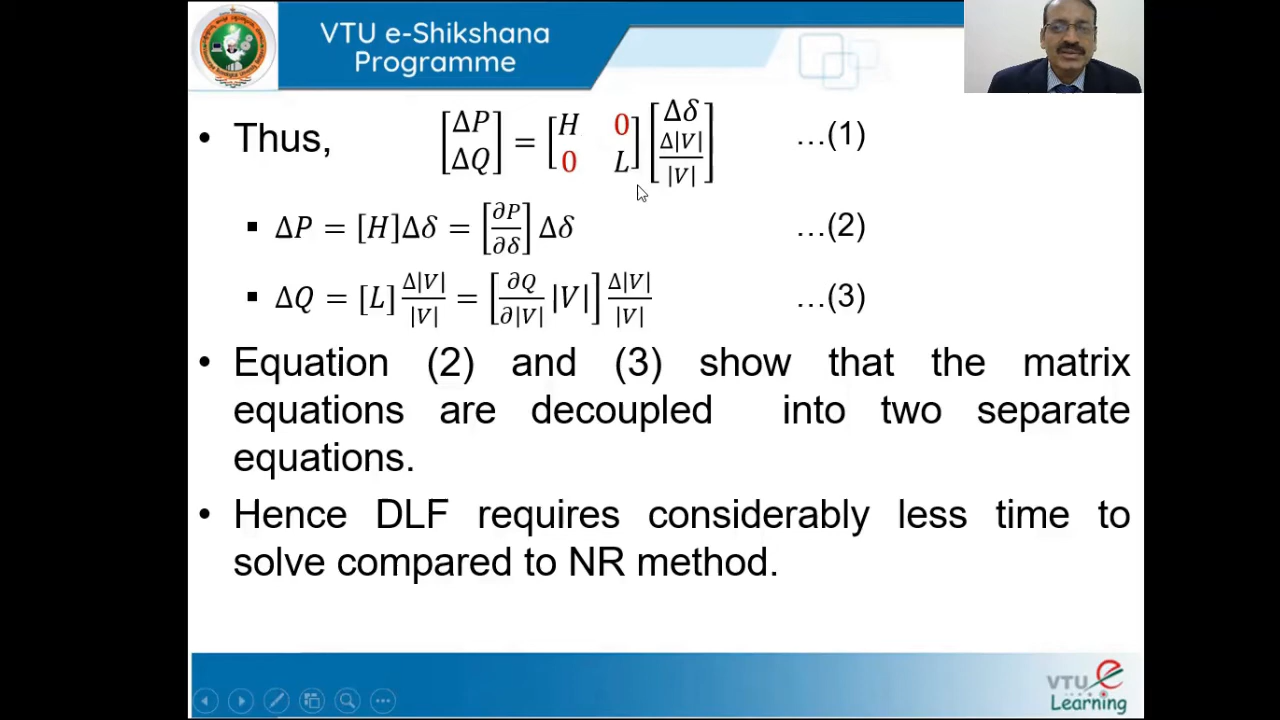 VTU e-Shikshana
Programme
• Thus, [ΔP ΔQ] = [H 0 0 L] [Δδ Δ|V|/|V|] …(1)
▪ ΔP = [H]Δδ = [∂P/∂δ] Δδ …(2)
▪ ΔQ = [L] Δ|V|/|V| = [∂Q/∂|V| |V|] Δ|V|/|V| …(3)
• Equation (2) and (3) show that the matrix
equations are decoupled into two separate
equations.
• Hence DLF requires considerably less time to
solve compared to NR method.
VTU e
Learning